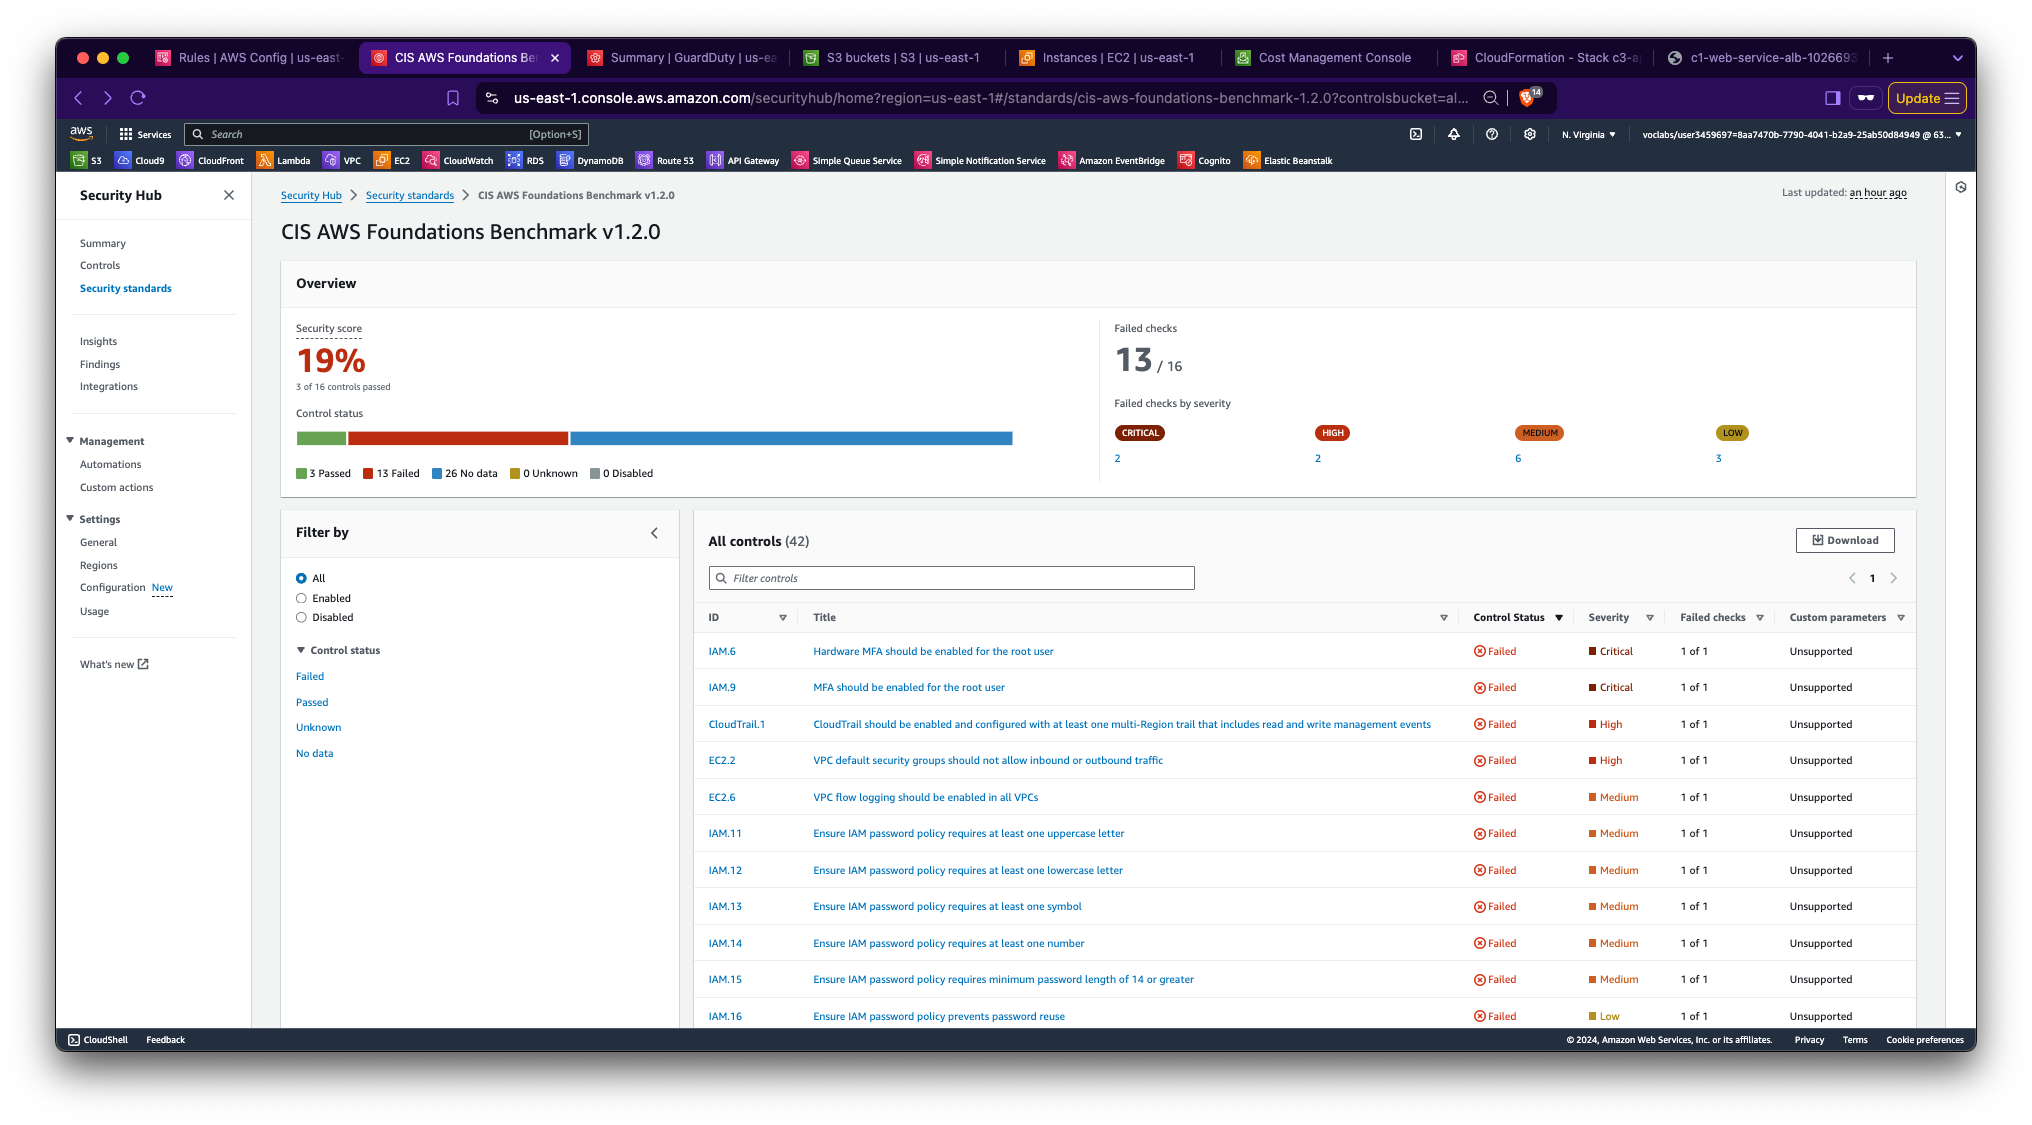 Rules | AWS Config | us-east-
CIS AWS Foundations Be
Summary | GuardDuty | us-ea
S3 buckets | S3 | us-east-1
Instances | EC2 | us-east-1
Cost Management Console
CloudFormation - Stack c3-a
c1-web-service-alb-1026693
us-east-1.console.aws.amazon.com/securityhub/home?region=us-east-1#/standards/cis-aws-foundations-benchmark-1.2.0?controlsbucket=al...
14
Update
aws
Services
Search
[Option+S]
N. Virginia
voclabs/user3459697=8aa7470b-7790-4041-b2a9-25ab50d84949 @ 63...
S3
Cloud9
CloudFront
Lambda
VPC
EC2
CloudWatch
RDS
DynamoDB
Route 53
API Gateway
Simple Queue Service
Simple Notification Service
Amazon EventBridge
Cognito
Elastic Beanstalk
Security Hub
Summary
Controls
Security standards
Insights
Findings
Integrations
Management
Automations
Custom actions
Settings
General
Regions
Configuration New
Usage
What's new
Security Hub > Security standards > CIS AWS Foundations Benchmark v1.2.0
Last updated: an hour ago
CIS AWS Foundations Benchmark v1.2.0
Overview
Security score
19%
3 of 16 controls passed
Control status
3 Passed 13 Failed 26 No data 0 Unknown 0 Disabled
Failed checks
13 / 16
Failed checks by severity
CRITICAL HIGH MEDIUM LOW
2 2 6 3
Filter by
All
Enabled
Disabled
Control status
Failed
Passed
Unknown
No data
All controls (42)
Download
Filter controls
1
ID Title Control Status Severity Failed checks Custom parameters
IAM.6 Hardware MFA should be enabled for the root user Failed Critical 1 of 1 Unsupported
IAM.9 MFA should be enabled for the root user Failed Critical 1 of 1 Unsupported
CloudTrail.1 CloudTrail should be enabled and configured with at least one multi-Region trail that includes read and write management events Failed High 1 of 1 Unsupported
EC2.2 VPC default security groups should not allow inbound or outbound traffic Failed High 1 of 1 Unsupported
EC2.6 VPC flow logging should be enabled in all VPCs Failed Medium 1 of 1 Unsupported
IAM.11 Ensure IAM password policy requires at least one uppercase letter Failed Medium 1 of 1 Unsupported
IAM.12 Ensure IAM password policy requires at least one lowercase letter Failed Medium 1 of 1 Unsupported
IAM.13 Ensure IAM password policy requires at least one symbol Failed Medium 1 of 1 Unsupported
IAM.14 Ensure IAM password policy requires at least one number Failed Medium 1 of 1 Unsupported
IAM.15 Ensure IAM password policy requires minimum password length of 14 or greater Failed Medium 1 of 1 Unsupported
IAM.16 Ensure IAM password policy prevents password reuse Failed Low 1 of 1 Unsupported
CloudShell Feedback
© 2024, Amazon Web Services, Inc. or its affiliates. Privacy Terms Cookie preferences